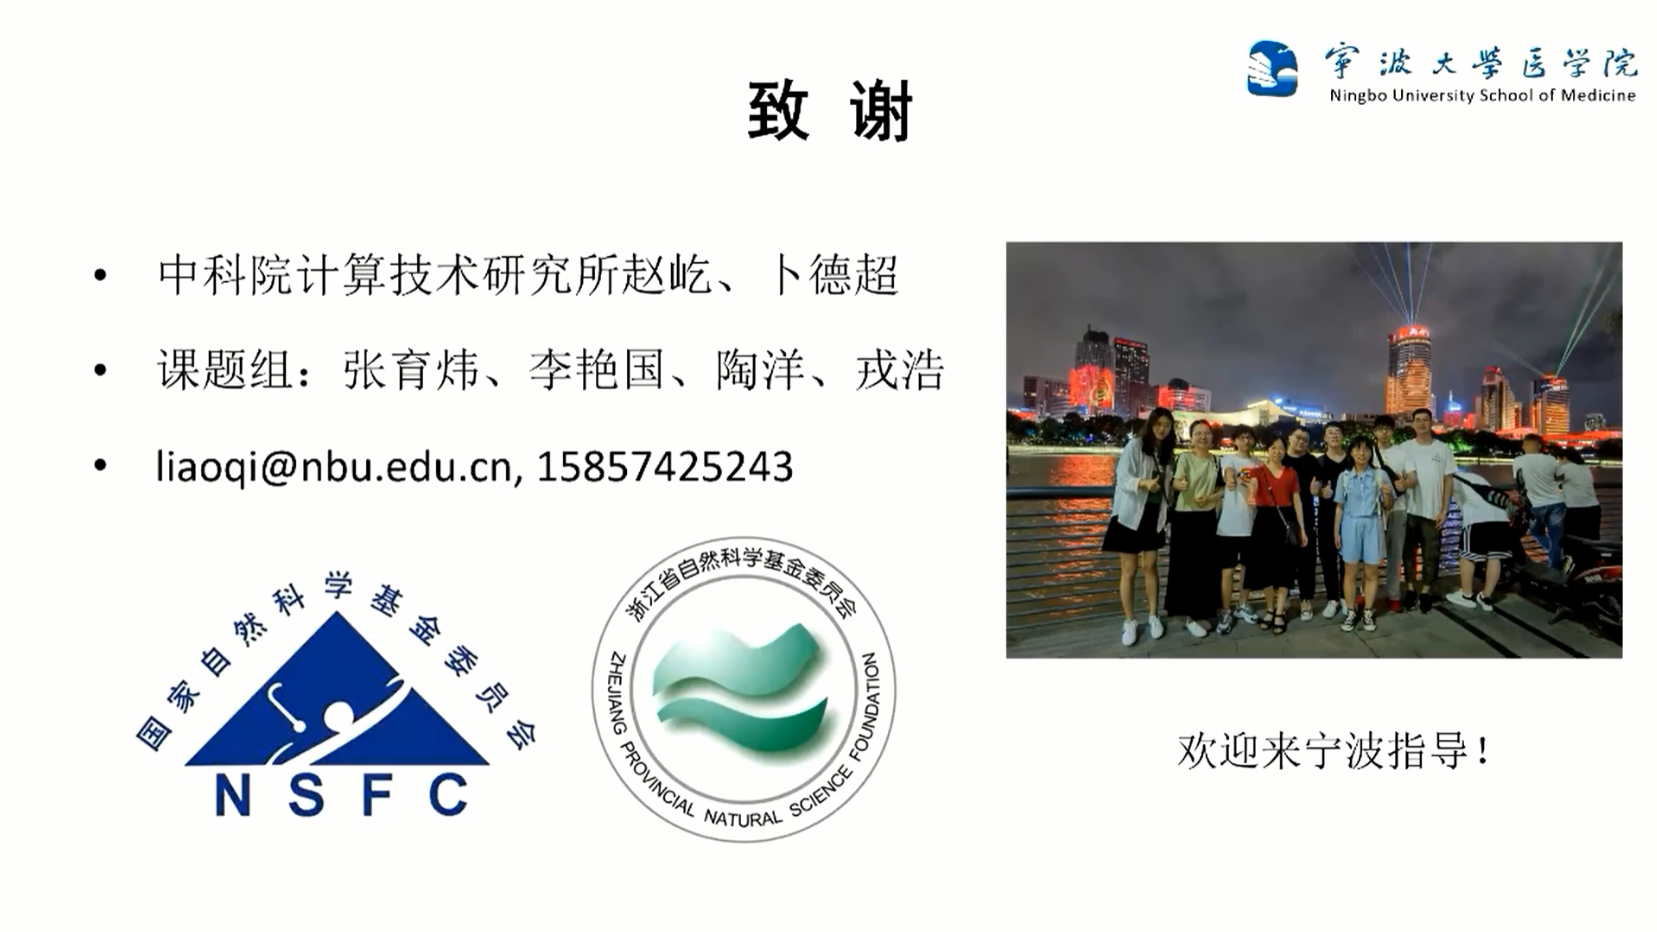 宁波大学医学院
Ningbo University School of Medicine
致 谢
• 中科院计算技术研究所赵屹、卜德超
• 课题组：张育炜、李艳国、陶洋、戎浩
• liaoqi@nbu.edu.cn, 15857425243
国家自然科学基金委员会
NSFC
浙江省自然科学基金委员会
ZHEJIANG PROVINCIAL NATURAL SCIENCE FOUNDATION
欢迎来宁波指导！